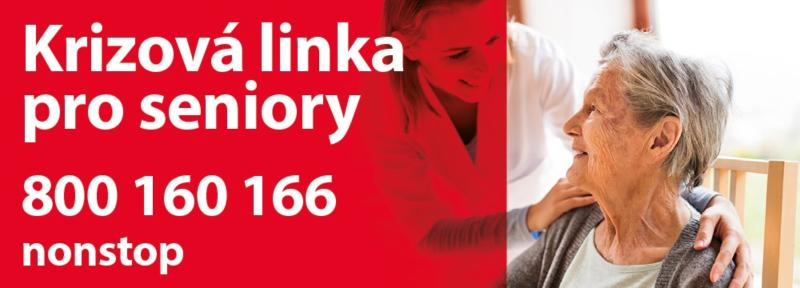 Krizová linka
pro seniory
800 160 166
nonstop